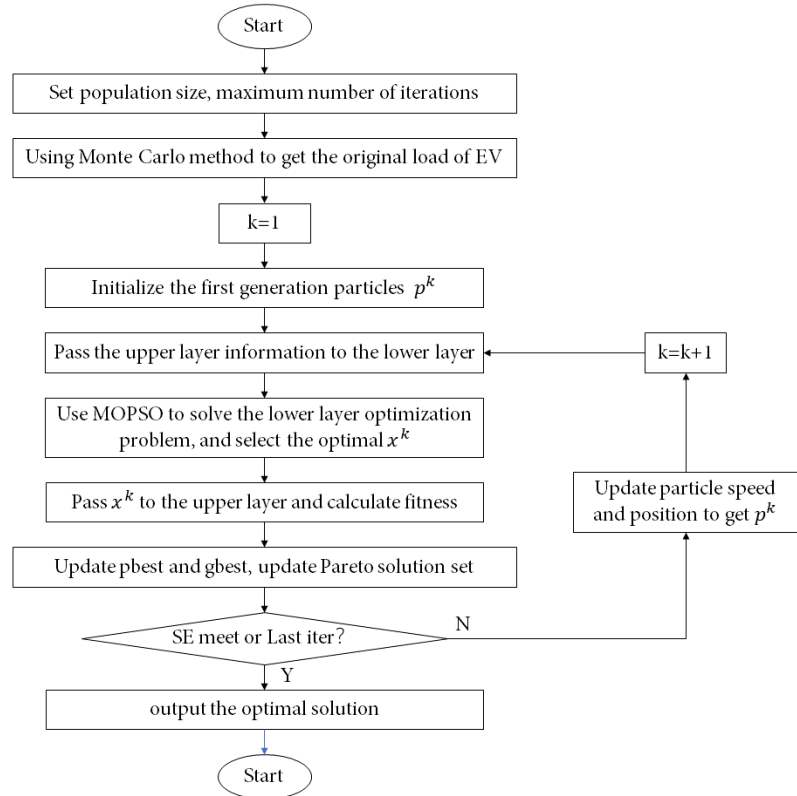 Start
Set population size, maximum number of iterations
Using Monte Carlo method to get the original load of EV
k=1
Initialize the first generation particles p^k
Pass the upper layer information to the lower layer
k=k+1
Use MOPSO to solve the lower layer optimization
problem, and select the optimal x^k
Pass x^k to the upper layer and calculate fitness
Update particle speed
and position to get p^k
Update pbest and gbest, update Pareto solution set
SE meet or Last iter?
N
Y
output the optimal solution
Start